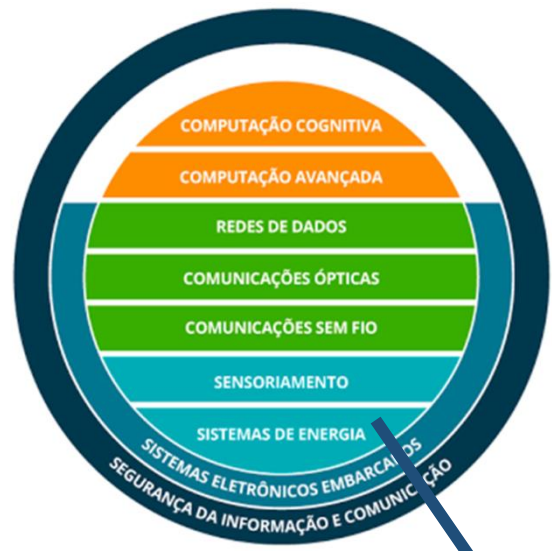 COMPUTAÇÃO COGNITIVA
COMPUTAÇÃO AVANÇADA
REDES DE DADOS
COMUNICAÇÕES ÓPTICAS
COMUNICAÇÕES SEM FIO
SENSORIAMENTO
SISTEMAS DE ENERGIA
SISTEMAS ELETRÔNICOS EMBARCADOS
SEGURANÇA DA INFORMAÇÃO E COMUNICAÇÃO